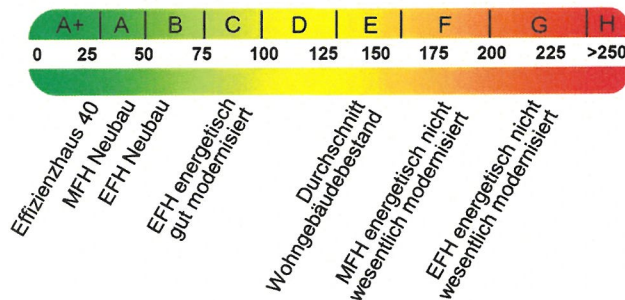 A+ A B C D E F G H
0 25 50 75 100 125 150 175 200 225 >250
Effizienzhaus 40
MFH Neubau
EFH Neubau
EFH energetisch
gut modernisiert
Durchschnitt
Wohngebäudebestand
MFH energetisch nicht
wesentlich modernisiert
EFH energetisch nicht
wesentlich modernisiert